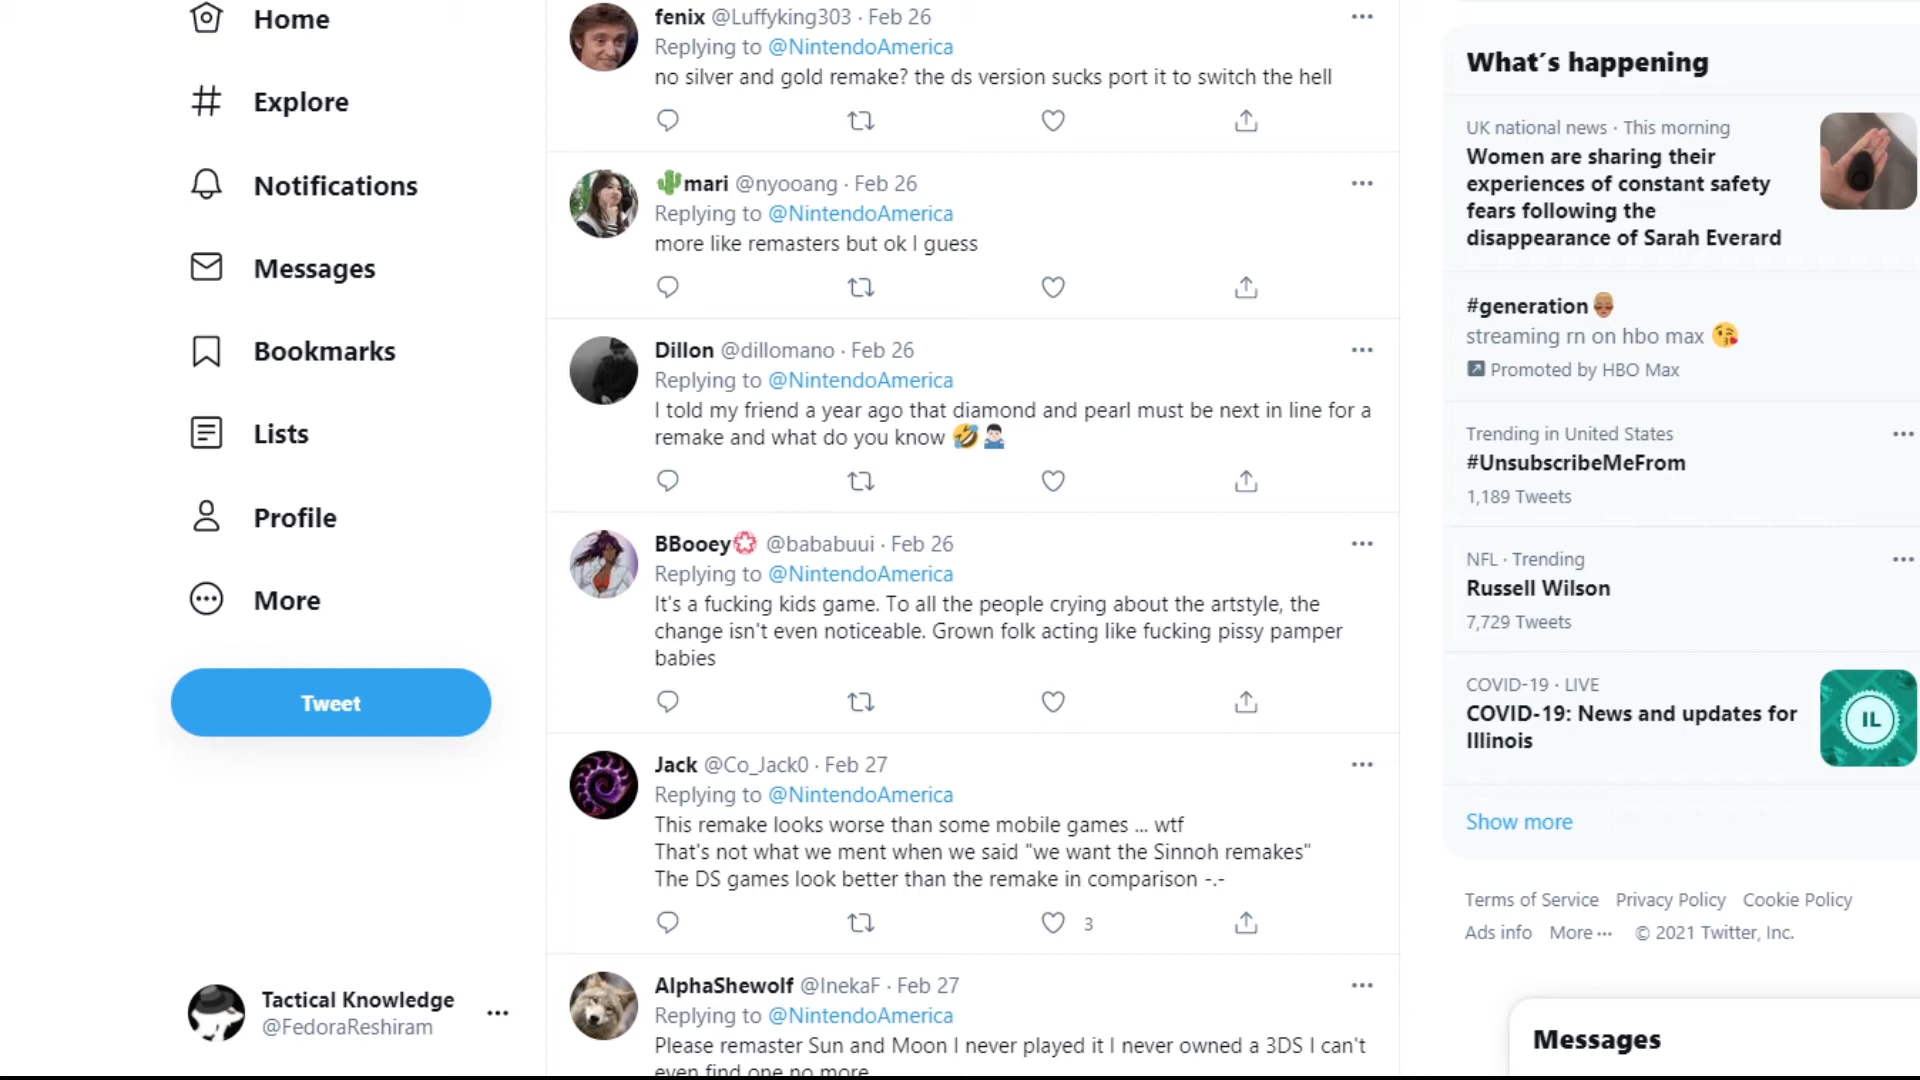 Home
Explore
Notifications
Messages
Bookmarks
Lists
Profile
More
Tweet
Tactical Knowledge
@FedoraReshiram
fenix @Luffyking303 · Feb 26
Replying to @NintendoAmerica
no silver and gold remake? the ds version sucks port it to switch the hell
🌵mari @nyooang · Feb 26
Replying to @NintendoAmerica
more like remasters but ok I guess
Dillon @dillomano · Feb 26
Replying to @NintendoAmerica
I told my friend a year ago that diamond and pearl must be next in line for a
remake and what do you know 🤣🤷🏻‍♂️
BBooey💮 @bababuui · Feb 26
Replying to @NintendoAmerica
It's a fucking kids game. To all the people crying about the artstyle, the
change isn't even noticeable. Grown folk acting like fucking pissy pamper
babies
Jack @Co_Jack0 · Feb 27
Replying to @NintendoAmerica
This remake looks worse than some mobile games ... wtf
That's not what we ment when we said "we want the Sinnoh remakes"
The DS games look better than the remake in comparison -.-
3
AlphaShewolf @InekaF · Feb 27
Replying to @NintendoAmerica
Please remaster Sun and Moon I never played it I never owned a 3DS I can't
even find one no more
What's happening
UK national news · This morning
Women are sharing their
experiences of constant safety
fears following the
disappearance of Sarah Everard
#generation
streaming rn on hbo max 😘
Promoted by HBO Max
Trending in United States
#UnsubscribeMeFrom
1,189 Tweets
NFL · Trending
Russell Wilson
7,729 Tweets
COVID-19 · LIVE
COVID-19: News and updates for
Illinois
IL
Show more
Terms of Service Privacy Policy Cookie Policy
Ads info More ··· © 2021 Twitter, Inc.
Messages